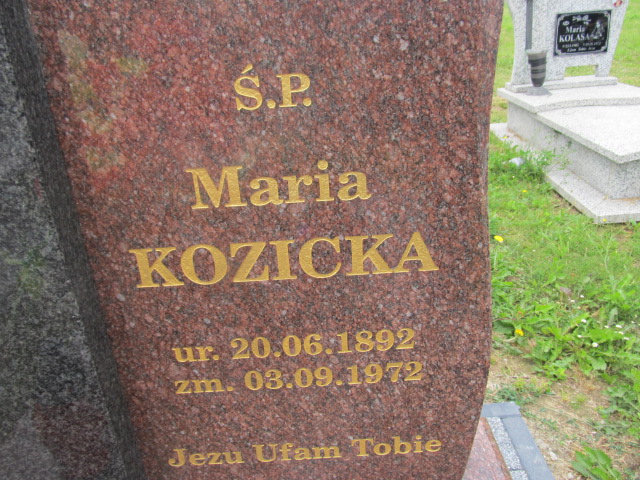 Ś.P.
Maria
KOZICKA
ur. 20.06.1892
zm. 03.09.1972
Jezu Ufam Tobie
Maria
KOLASA